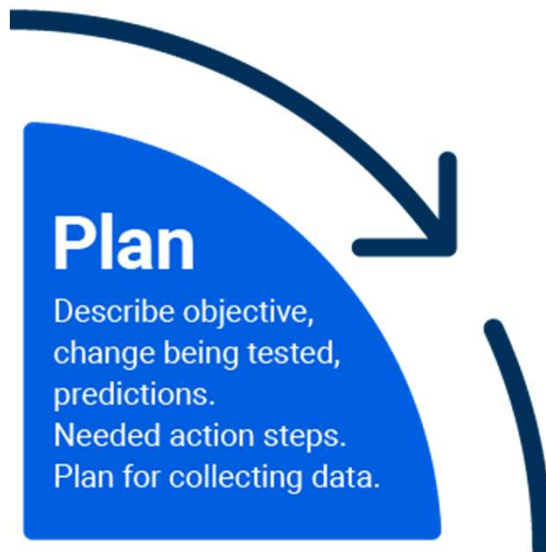 Plan
Describe objective,
change being tested,
predictions.
Needed action steps.
Plan for collecting data.